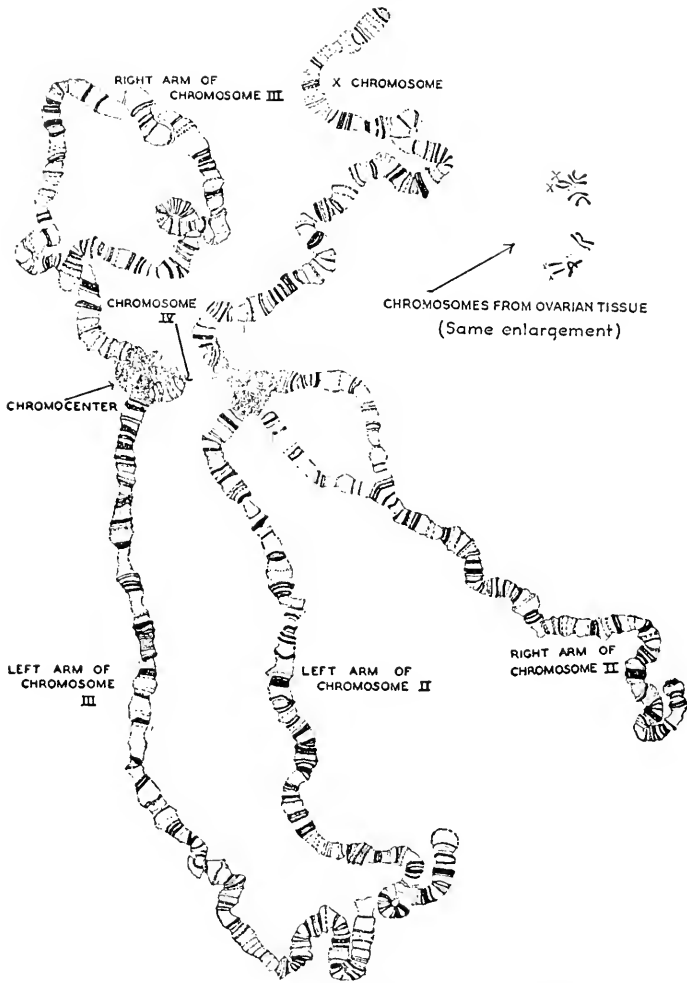 RIGHT ARM OF
CHROMOSOME III
X CHROMOSOME
X
X
CHROMOSOMES FROM OVARIAN TISSUE
(Same enlargement)
CHROMOSOME
IV
CHROMOCENTER
LEFT ARM OF
CHROMOSOME
III
LEFT ARM OF
CHROMOSOME II
RIGHT ARM OF
CHROMOSOME II